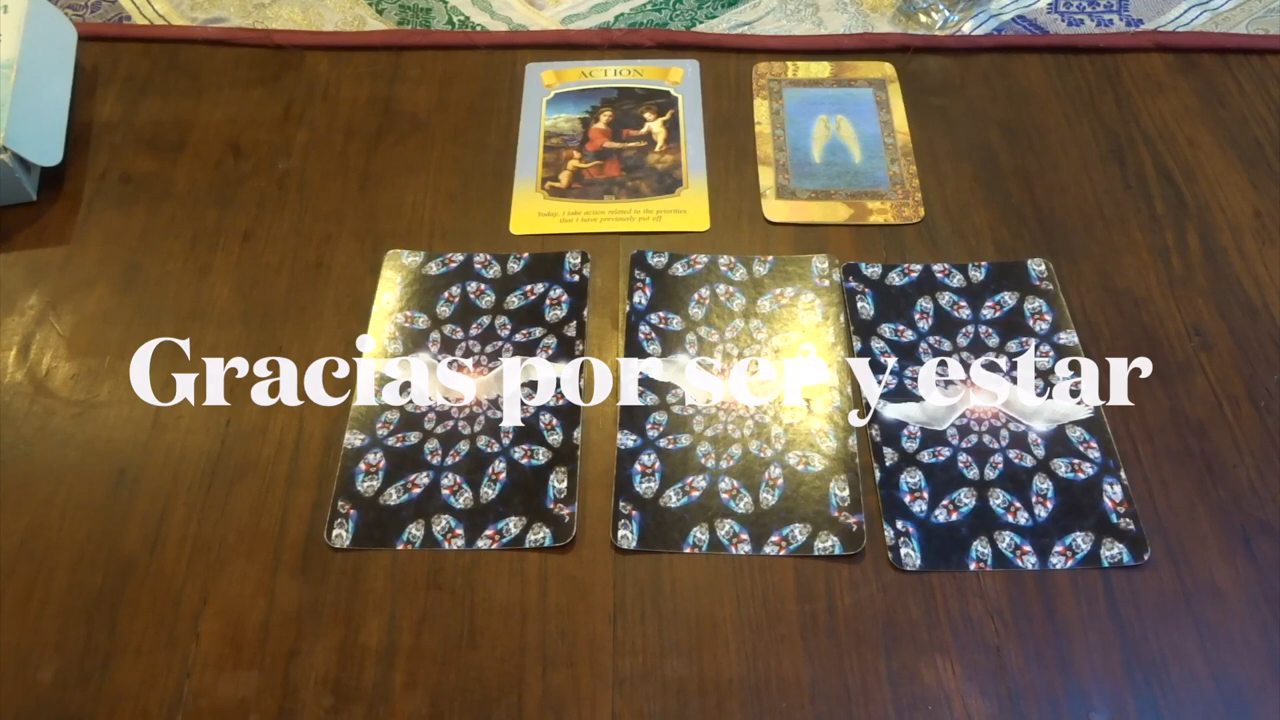 ACTION
Today, I take action related to the priorities
that I have previously put off.
Gracias por ser y estar